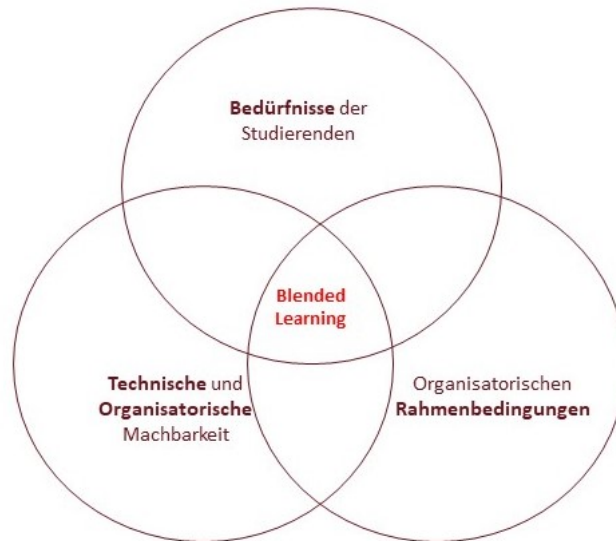 Bedürfnisse der
Studierenden
Blended
Learning
Technische und
Organisatorische
Machbarkeit
Organisatorischen
Rahmenbedingungen